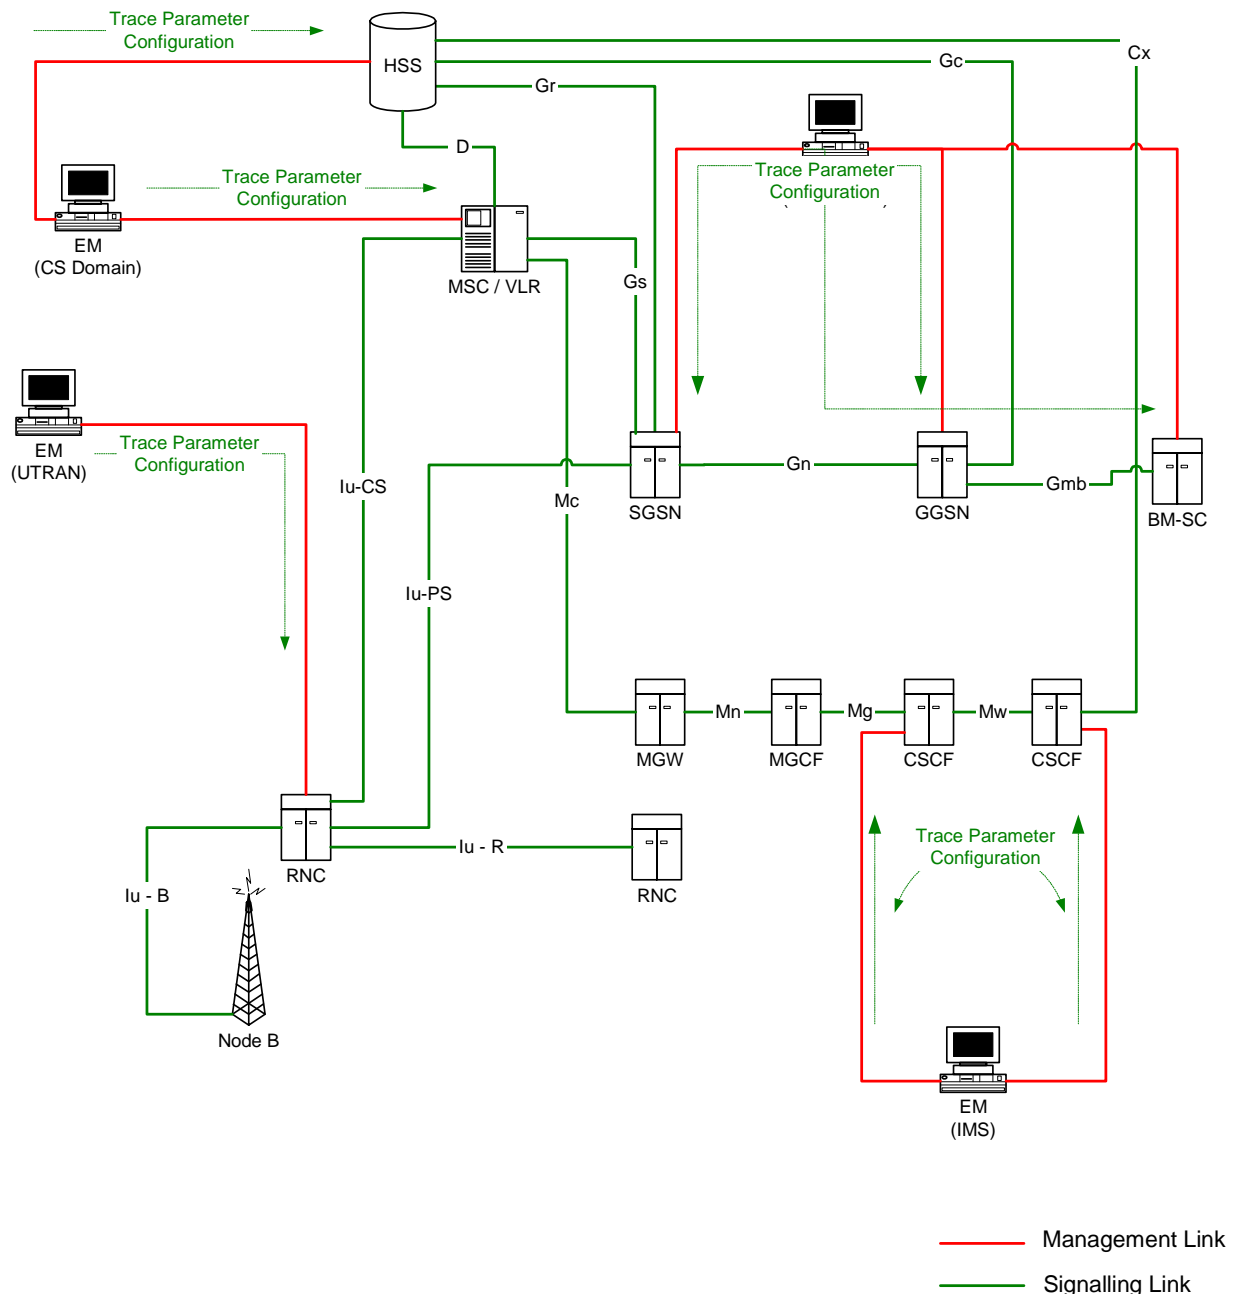 Trace Parameter
Configuration
HSS
Cx
Gc
Gr
D
Trace Parameter
Configuration
Trace Parameter
Configuration
EM
(CS Domain)
MSC / VLR
Gs
EM
(UTRAN)
Trace Parameter
Configuration
Iu-CS
Mc
SGSN
Gn
GGSN
Gmb
BM-SC
Iu-PS
MGW
Mn
MGCF
Mg
CSCF
Mw
CSCF
RNC
Iu - R
RNC
Trace Parameter
Configuration
Iu - B
Node B
EM
(IMS)
Management Link
Signalling Link